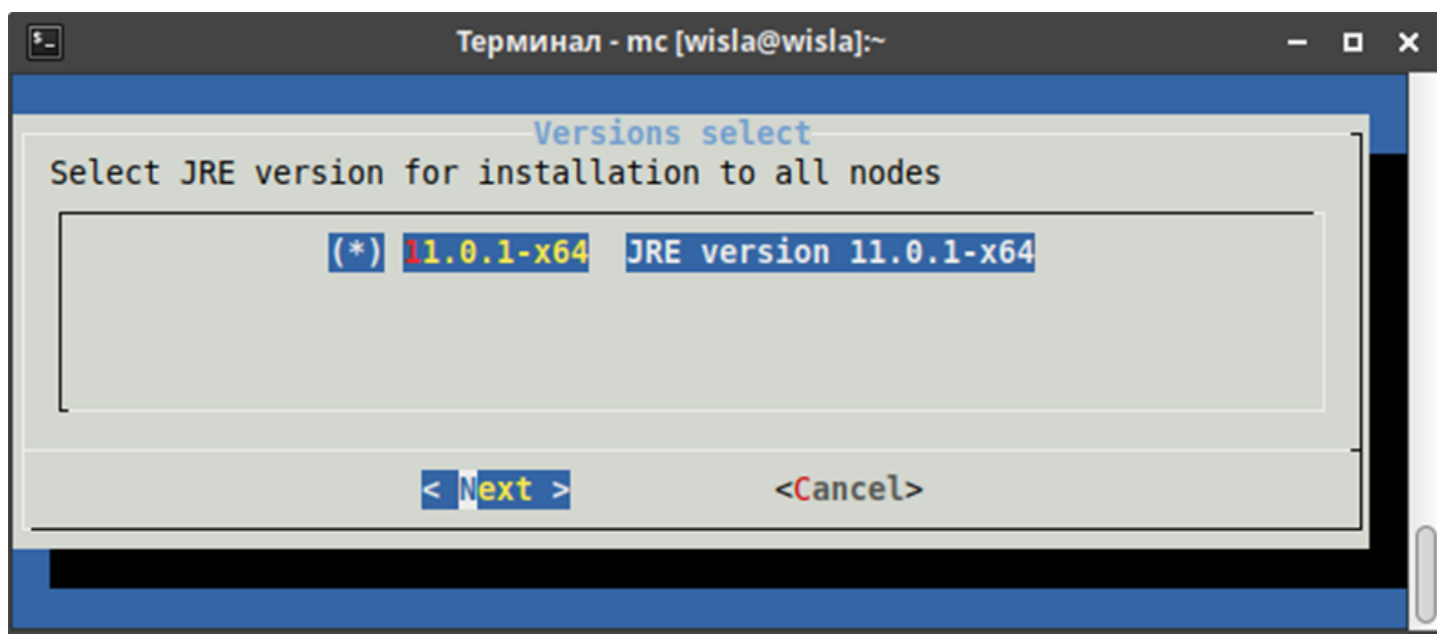 Терминал - mc [wisla@wisla]:~
Versions select
Select JRE version for installation to all nodes
(*) 11.0.1-x64 JRE version 11.0.1-x64
< Next > <Cancel>